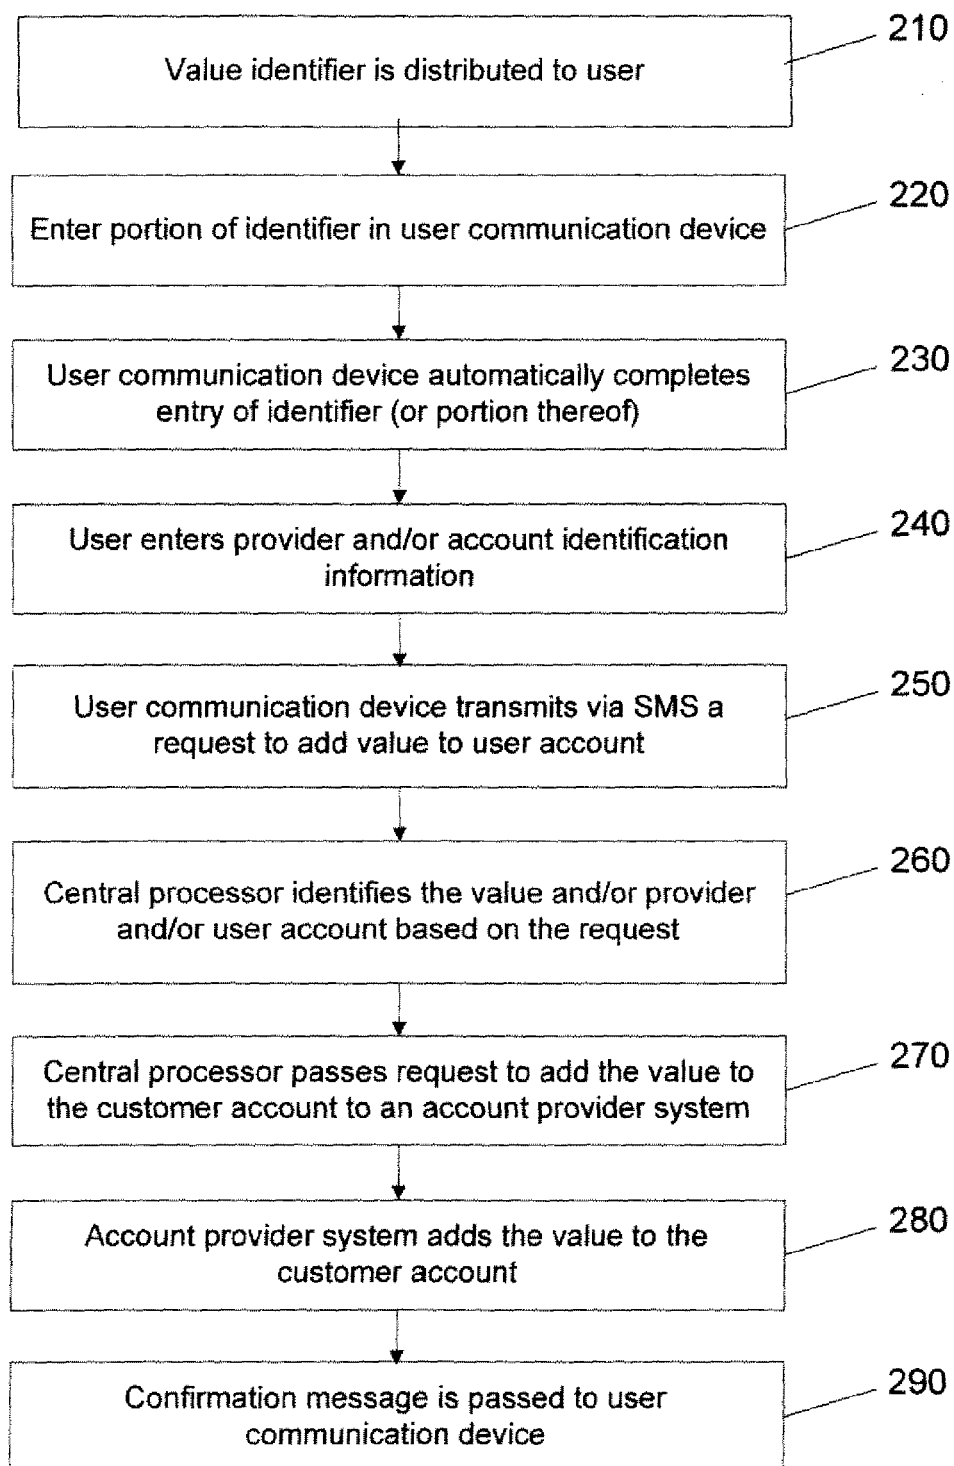 210
Value identifier is distributed to user
220
Enter portion of identifier in user communication device
230
User communication device automatically completes
entry of identifier (or portion thereof)
240
User enters provider and/or account identification
information
250
User communication device transmits via SMS a
request to add value to user account
260
Central processor identifies the value and/or provider
and/or user account based on the request
270
Central processor passes request to add the value to
the customer account to an account provider system
280
Account provider system adds the value to the
customer account
290
Confirmation message is passed to user
communication device